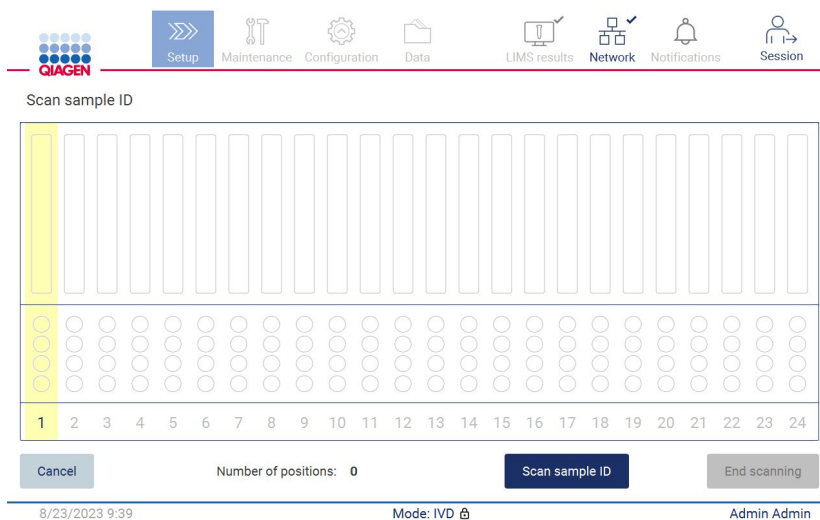 QIAGEN
Setup Maintenance Configuration Data LIMS results Network Notifications Session
Scan sample ID
1 2 3 4 5 6 7 8 9 10 11 12 13 14 15 16 17 18 19 20 21 22 23 24
Cancel Number of positions: 0 Scan sample ID End scanning
8/23/2023 9:39 Mode: IVD Admin Admin